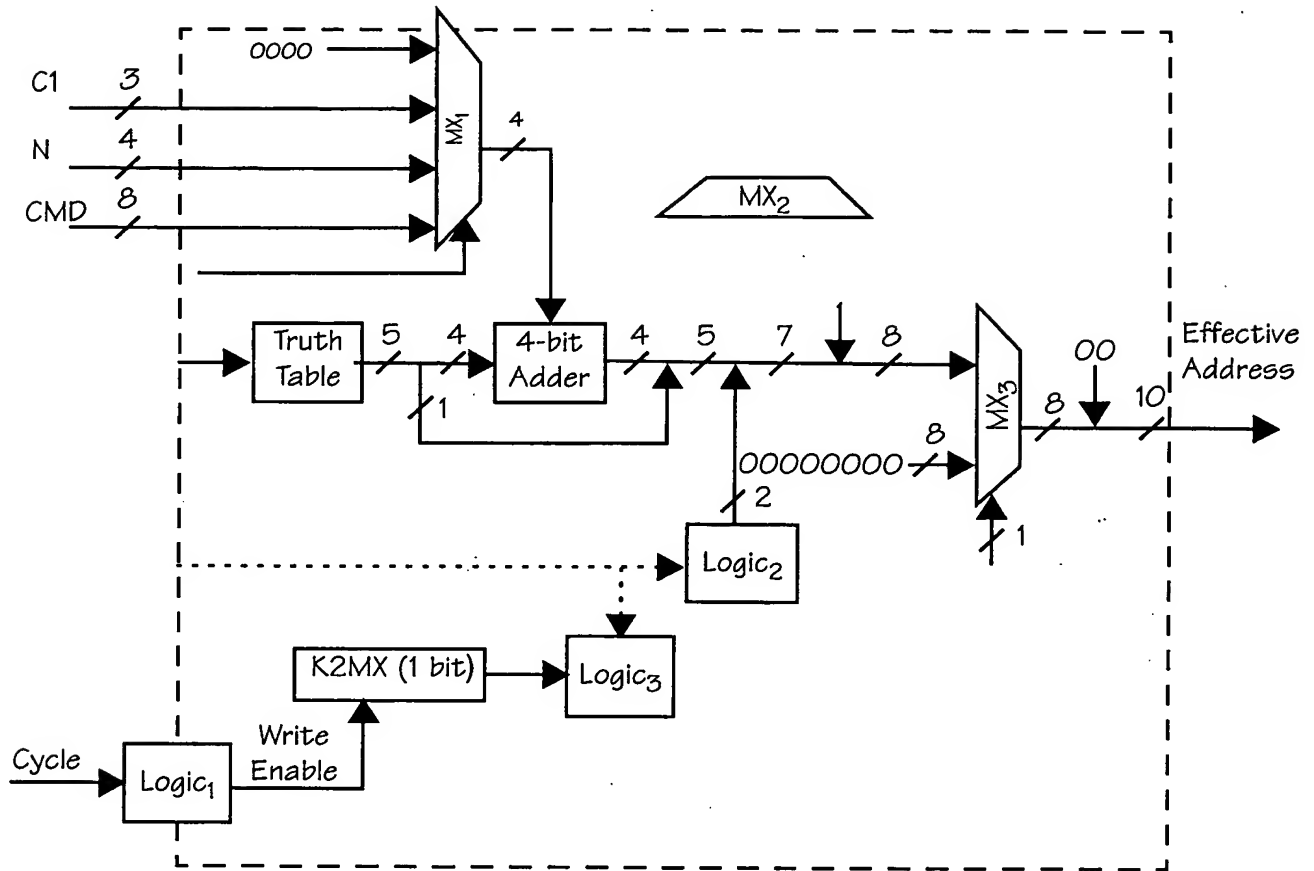 0000
C1
3
N
4
CMD
8
MX1
4
MX2
Truth
Table
5
4
1
4-bit
Adder
4
5
7
1
8
MX3
00
8
10
Effective
Address
00000000
8
1
2
Logic2
K2MX (1 bit)
Logic3
Cycle
Logic1
Write
Enable